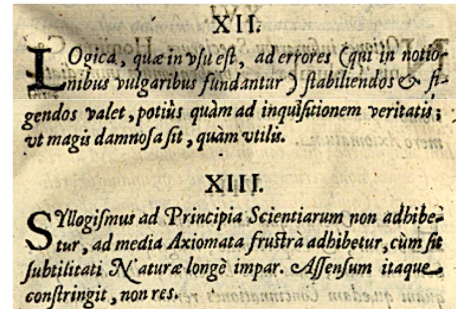 XII.
LOgica, quæ in vſu eſt, ad errores (qui in notio-
nibus vulgaribus fundantur) ſtabiliendos & fi-
gendos valet, potiùs quàm ad inquiſitionem veritatis;
vt magis damnoſa ſit, quàm vtilis.
XIII.
SYllogiſmus ad Principia Scientiarum non adhibe-
tur, ad media Axiomata fruſtrà adhibetur, cùm ſit
ſubtilitati Naturæ longè impar. Aſſenſum itaque
conſtringit, non res.